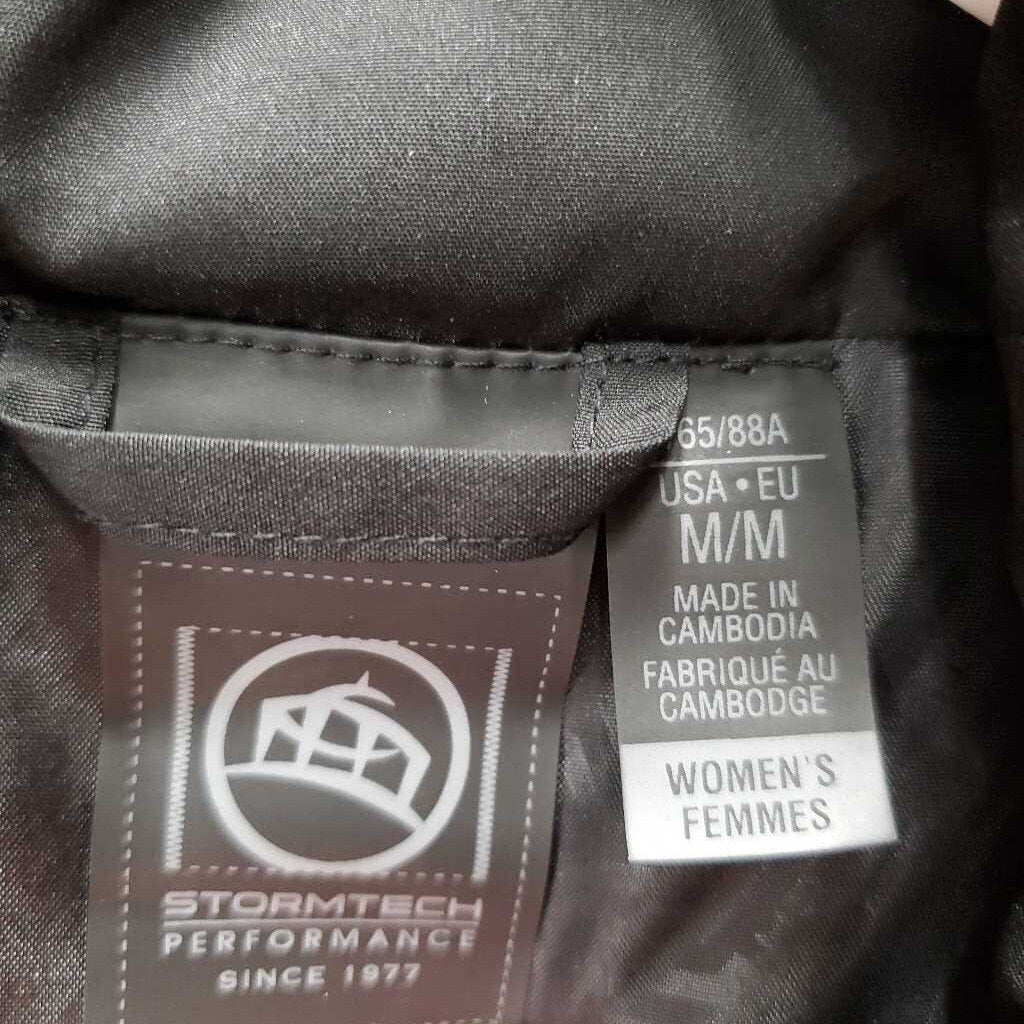 65/88A
USA • EU
M/M
MADE IN
CAMBODIA
FABRIQUÉ AU
CAMBODGE
WOMEN'S
FEMMES
STORMTECH
PERFORMANCE
SINCE 1977